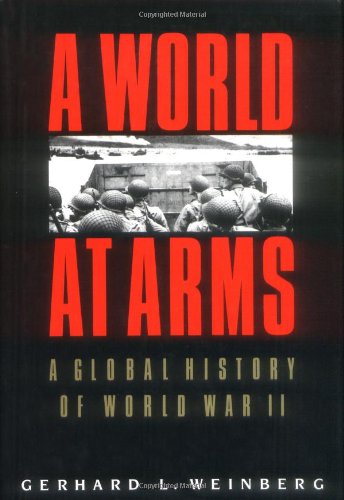 A WORLD
AT ARMS
A GLOBAL HISTORY
OF WORLD WAR II
GERHARD L. WEINBERG